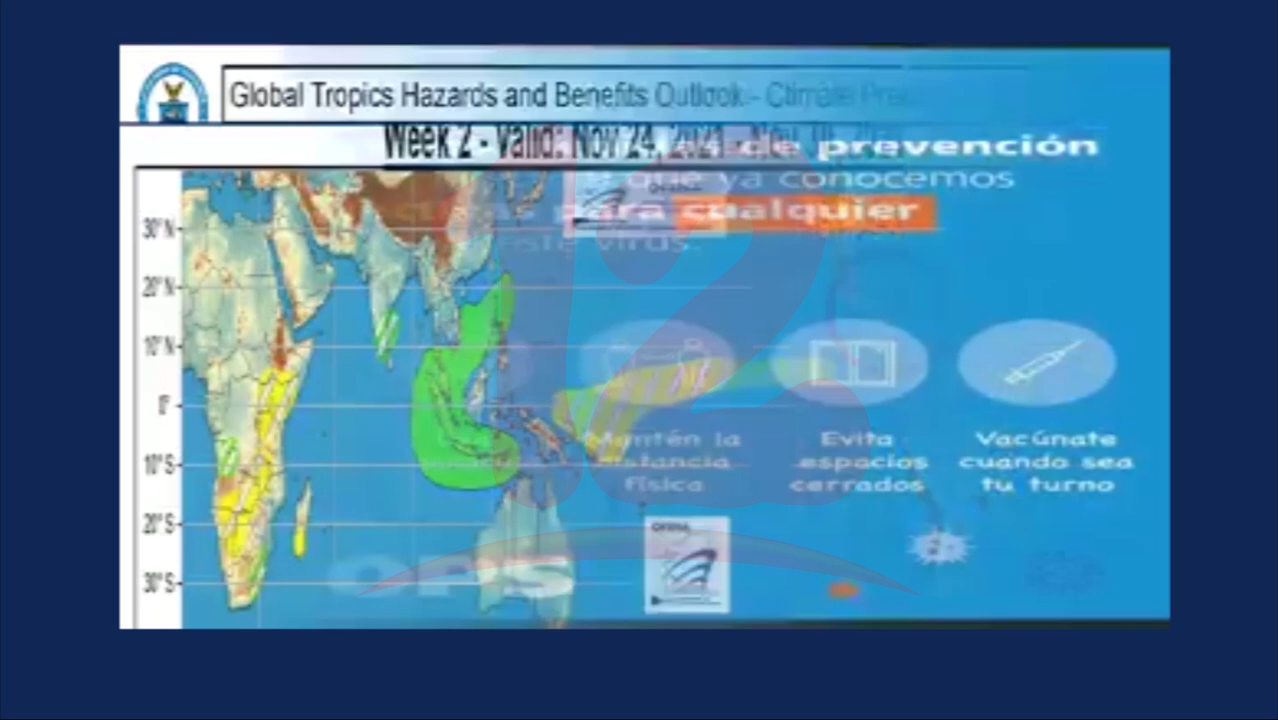 Global Tropics Hazards and Benefits Outlook - Climate
Week 2 - Valid: Nov 24, 2021 - Nov
de prevención
que ya conocemos
para cualquier
este virus.
30°N
20°N
10°N
0°
10°S
20°S
30°S
Mantén la
distancia
física
Evita
espacios
cerrados
Vacúnate
cuando sea
tu turno
OPS